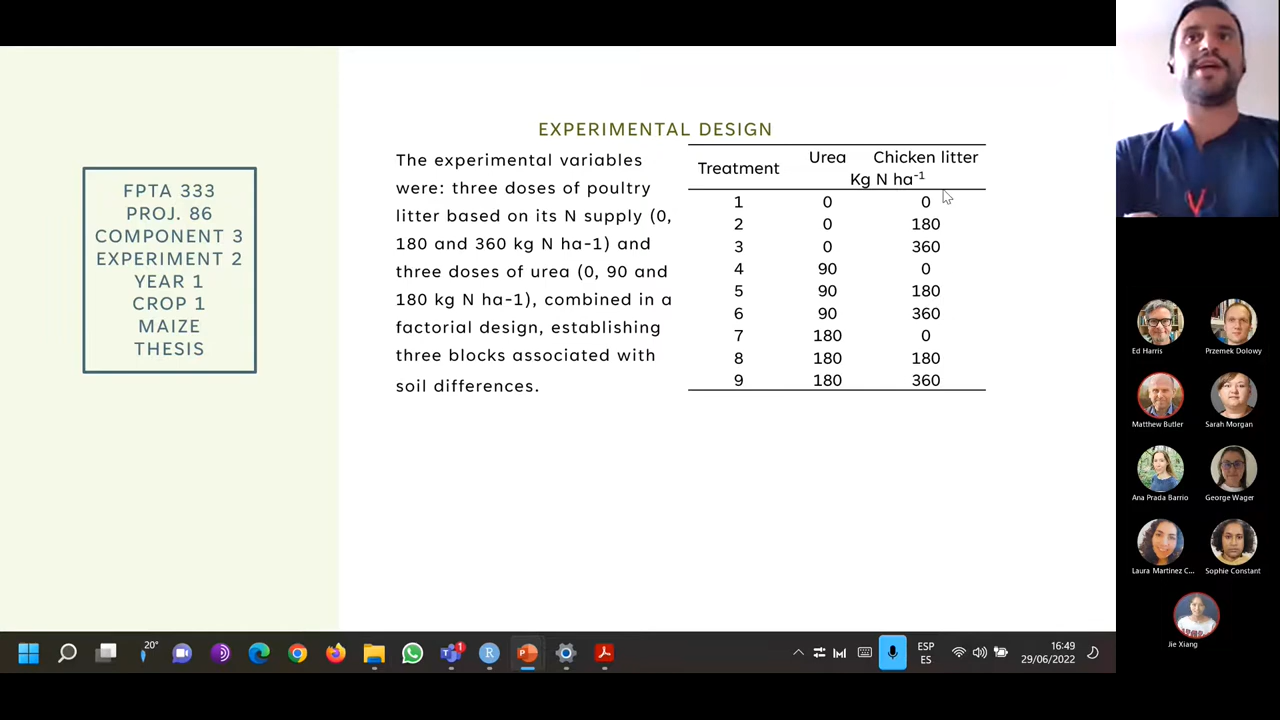 FPTA 333
PROJ. 86
COMPONENT 3
EXPERIMENT 2
YEAR 1
CROP 1
MAIZE
THESIS
EXPERIMENTAL DESIGN
The experimental variables
were: three doses of poultry
litter based on its N supply (0,
180 and 360 kg N ha-1) and
three doses of urea (0, 90 and
180 kg N ha-1), combined in a
factorial design, establishing
three blocks associated with
soil differences.
Treatment Urea Chicken litter
Kg N ha-1
1 0 0
2 0 180
3 0 360
4 90 0
5 90 180
6 90 360
7 180 0
8 180 180
9 180 360
Ed Harris Przemek Dolowy
Matthew Butler Sarah Morgan
Ana Prada Barrio George Wager
Laura Martinez C... Sophie Constant
Jie Xiang
20°
1
R
P
ESP
ES
16:49
29/06/2022